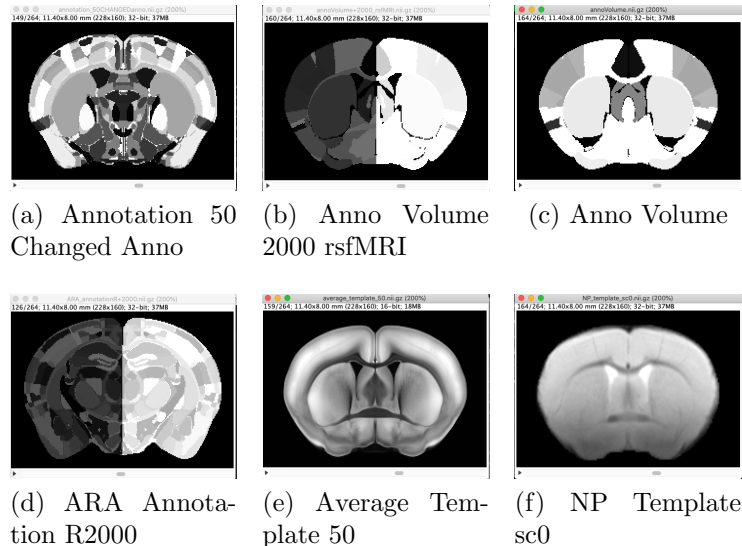 annotation_50CHANGEDanno.nii.gz (200%)
149/264; 11.40x8.00 mm (228x160); 32-bit; 37MB
annoVolume+2000_rsfMRI.nii.gz (200%)
160/264; 11.40x8.00 mm (228x160); 32-bit; 37MB
annoVolume.nii.gz (200%)
164/264; 11.40x8.00 mm (228x160); 32-bit; 37MB
(a) Annotation 50
Changed Anno
(b) Anno Volume
2000 rsfMRI
(c) Anno Volume
ARA_annotationR+2000.nii.gz (200%)
126/264; 11.40x8.00 mm (228x160); 32-bit; 37MB
average_template_50.nii.gz (200%)
159/264; 11.40x8.00 mm (228x160); 16-bit; 18MB
NP_template_sc0.nii.gz (200%)
164/264; 11.40x8.00 mm (228x160); 32-bit; 37MB
(d) ARA Annota-
tion R2000
(e) Average Tem-
plate 50
(f) NP Template
sc0